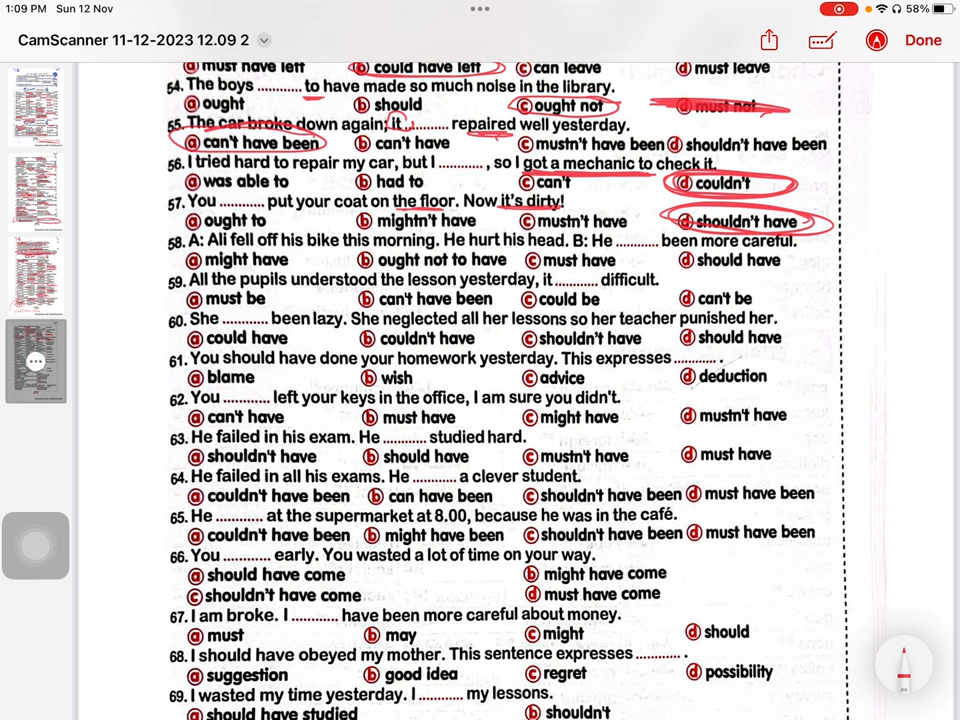 1:09 PM Sun 12 Nov
58%
CamScanner 11-12-2023 12.09 2
Done
ⓐ must have left ⓑ could have left ⓒ can leave ⓓ must leave
54. The boys ........... to have made so much noise in the library.
ⓐ ought ⓑ should ⓒ ought not ⓓ must not
55. The car broke down again; it ........... repaired well yesterday.
ⓐ can't have been ⓑ can't have ⓒ mustn't have been ⓓ shouldn't have been
56. I tried hard to repair my car, but I ........... , so I got a mechanic to check it.
ⓐ was able to ⓑ had to ⓒ can't ⓓ couldn't
57. You ........... put your coat on the floor. Now it's dirty!
ⓐ ought to ⓑ mightn't have ⓒ mustn't have ⓓ shouldn't have
58. A: Ali fell off his bike this morning. He hurt his head. B: He ........... been more careful.
ⓐ might have ⓑ ought not to have ⓒ must have ⓓ should have
59. All the pupils understood the lesson yesterday, it ........... difficult.
ⓐ must be ⓑ can't have been ⓒ could be ⓓ can't be
60. She ........... been lazy. She neglected all her lessons so her teacher punished her.
ⓐ could have ⓑ couldn't have ⓒ shouldn't have ⓓ should have
61. You should have done your homework yesterday. This expresses ........... .
ⓐ blame ⓑ wish ⓒ advice ⓓ deduction
62. You ........... left your keys in the office, I am sure you didn't.
ⓐ can't have ⓑ must have ⓒ might have ⓓ mustn't have
63. He failed in his exam. He ........... studied hard.
ⓐ shouldn't have ⓑ should have ⓒ mustn't have ⓓ must have
64. He failed in all his exams. He ........... a clever student.
ⓐ couldn't have been ⓑ can have been ⓒ shouldn't have been ⓓ must have been
65. He ........... at the supermarket at 8.00, because he was in the café.
ⓐ couldn't have been ⓑ might have been ⓒ shouldn't have been ⓓ must have been
66. You ........... early. You wasted a lot of time on your way.
ⓐ should have come ⓑ might have come
ⓒ shouldn't have come ⓓ must have come
67. I am broke. I ........... have been more careful about money.
ⓐ must ⓑ may ⓒ might ⓓ should
68. I should have obeyed my mother. This sentence expresses ........... .
ⓐ suggestion ⓑ good idea ⓒ regret ⓓ possibility
69. I wasted my time yesterday. I ........... my lessons.
ⓐ should have studied ⓑ shouldn't